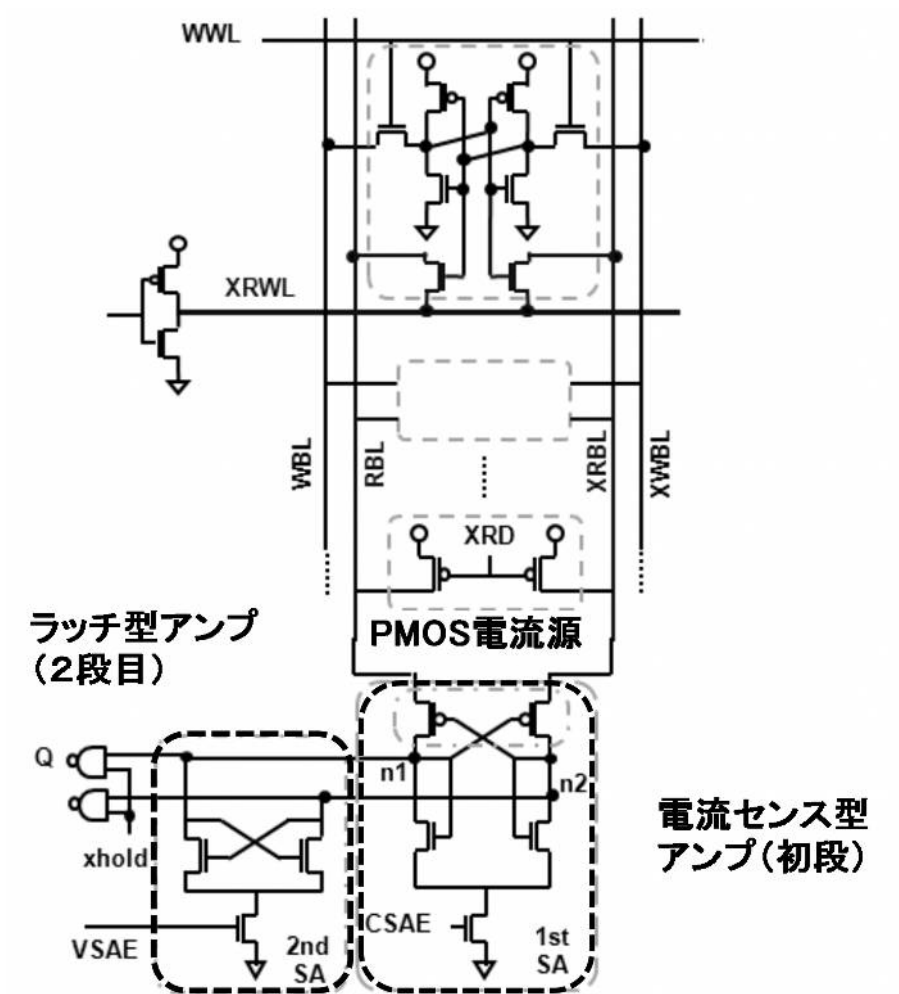 WWL
XRWL
WBL
RBL
XRBL
XWBL
XRD
PMOS電流源
ラッチ型アンプ
(2段目)
Q
n1
n2
xhold
電流センス型
アンプ(初段)
VSAE
2nd
SA
CSAE
1st
SA